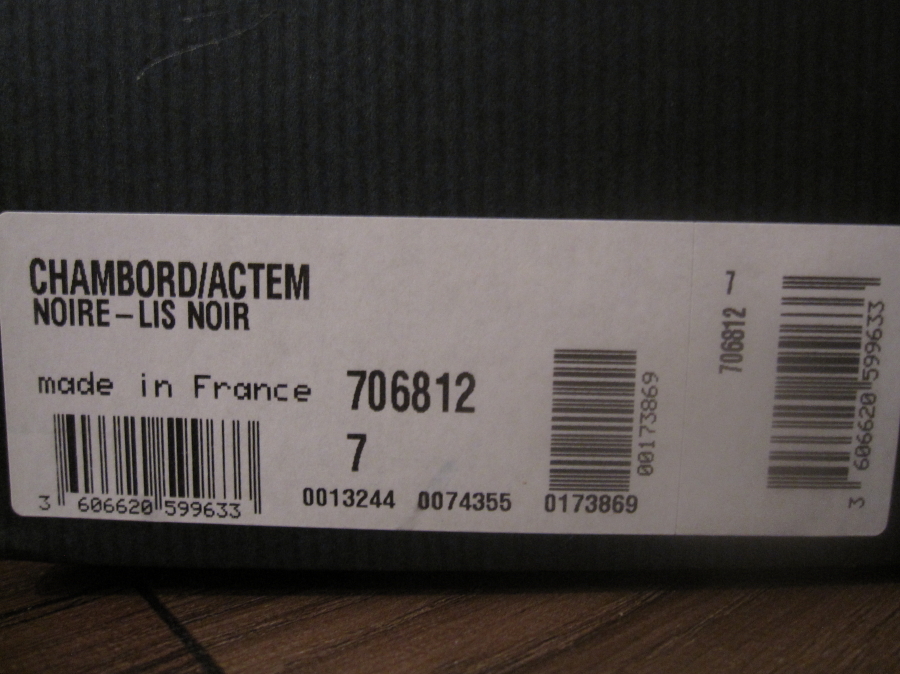 CHAMBORD/ACTEM
NOIRE – LIS NOIR
made in France 706812
7
3 606620 599633
0013244 0074355 0173869
00173869
7
706812
3 606620 599633